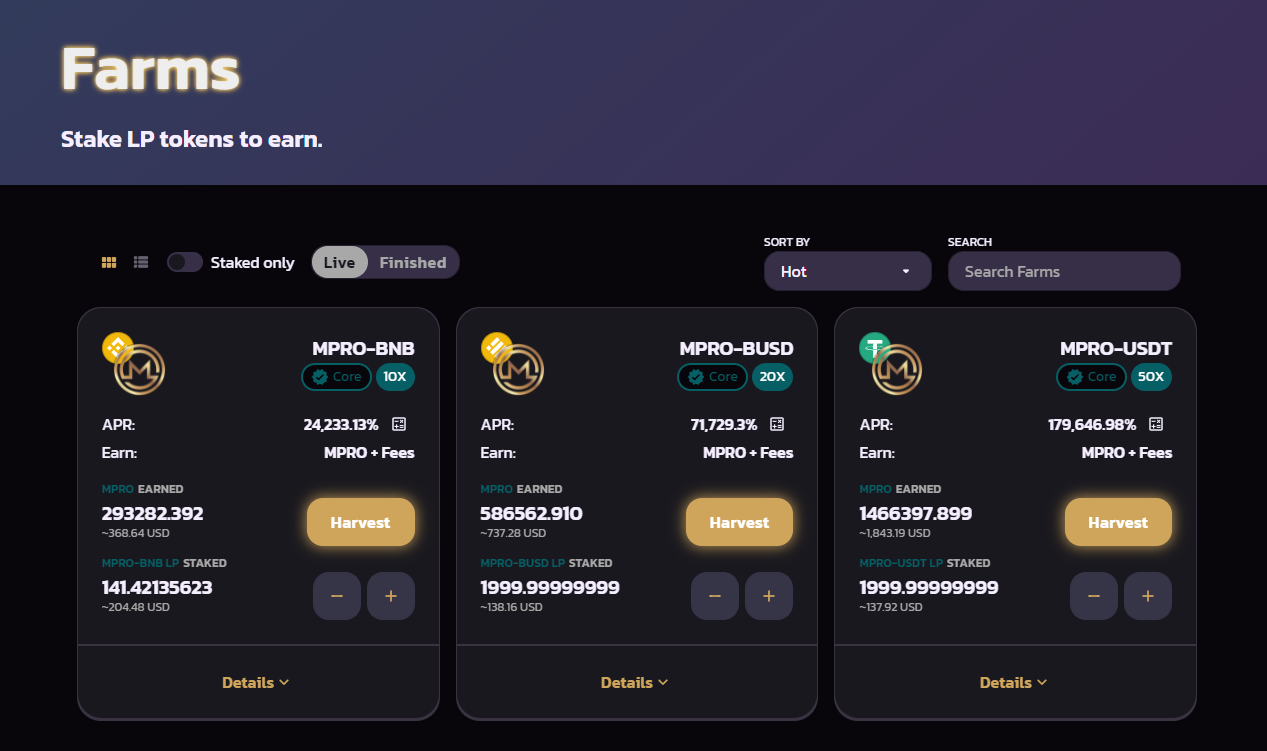 Farms
Stake LP tokens to earn.
Staked only
Live
Finished
SORT BY
Hot
SEARCH
Search Farms
MPRO-BNB
Core
10X
APR:
24,233.13%
Earn:
MPRO + Fees
MPRO EARNED
293282.392
~368.64 USD
Harvest
MPRO-BNB LP STAKED
141.42135623
~204.48 USD
Details
MPRO-BUSD
Core
20X
APR:
71,729.3%
Earn:
MPRO + Fees
MPRO EARNED
586562.910
~737.28 USD
Harvest
MPRO-BUSD LP STAKED
1999.99999999
~138.16 USD
Details
MPRO-USDT
Core
50X
APR:
179,646.98%
Earn:
MPRO + Fees
MPRO EARNED
1466397.899
~1,843.19 USD
Harvest
MPRO-USDT LP STAKED
1999.99999999
~137.92 USD
Details